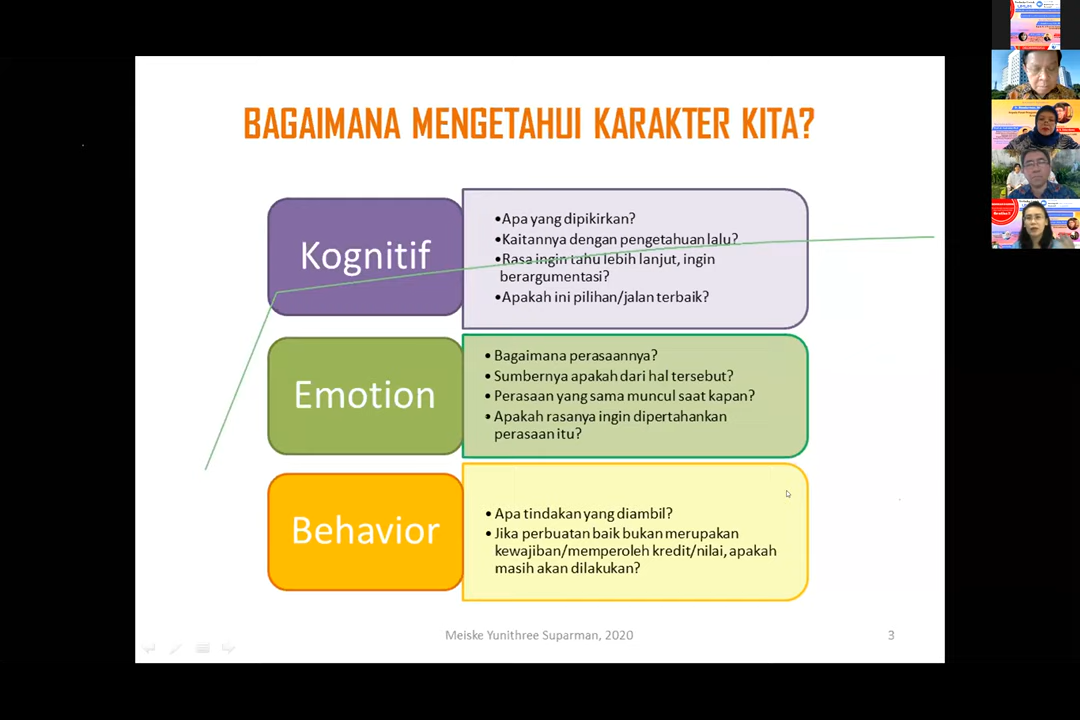 BAGAIMANA MENGETAHUI KARAKTER KITA?
Kognitif
•Apa yang dipikirkan?
•Kaitannya dengan pengetahuan lalu?
•Rasa ingin tahu lebih lanjut, ingin
berargumentasi?
•Apakah ini pilihan/jalan terbaik?
Emotion
• Bagaimana perasaannya?
• Sumbernya apakah dari hal tersebut?
• Perasaan yang sama muncul saat kapan?
• Apakah rasanya ingin dipertahankan
perasaan itu?
Behavior
• Apa tindakan yang diambil?
• Jika perbuatan baik bukan merupakan
kewajiban/memperoleh kredit/nilai, apakah
masih akan dilakukan?
Meiske Yunithree Suparman, 2020
3